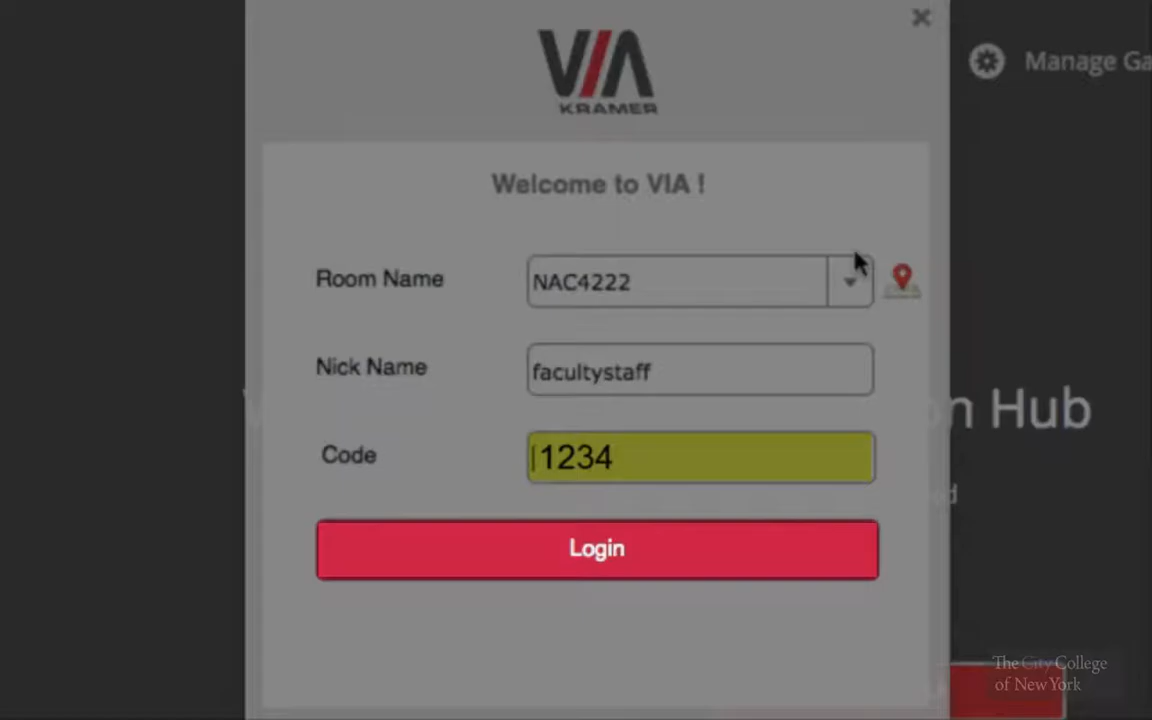 VIA
KRAMER
Manage Ga
Welcome to VIA !
Room Name
NAC4222
Nick Name
facultystaff
on Hub
Code
1234
Login
The City College
of New York